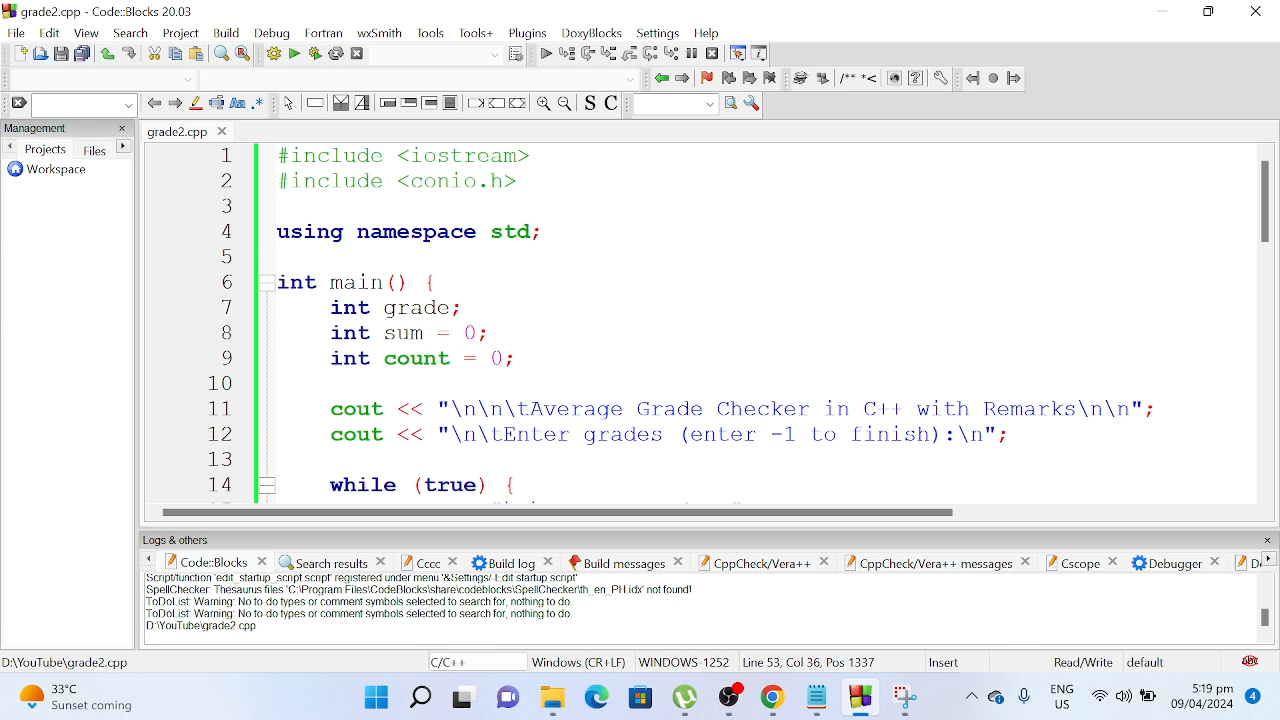 grade2.cpp - Code::Blocks 20.03
File Edit View Search Project Build Debug Fortran wxSmith Tools Tools+ Plugins DoxyBlocks Settings Help
/** *<
Aa .* S C
Management
Projects Files
Workspace
grade2.cpp
1 #include <iostream>
2 #include <conio.h>
3
4 using namespace std;
5
6 int main() {
7 int grade;
8 int sum = 0;
9 int count = 0;
10
11 cout << "\n\n\tAverage Grade Checker in C++ with Remarks\n\n";
12 cout << "\n\tEnter grades (enter -1 to finish):\n";
13
14 while (true) {
Logs & others
Code::Blocks Search results Cccc Build log Build messages CppCheck/Vera++ CppCheck/Vera++ messages Cscope Debugger
Script/function 'edit_startup_script script' registered under menu '&Settings/-Edit startup script'
SpellChecker: Thesaurus files 'C:\Program Files\CodeBlocks\share\codeblocks\SpellChecker\th_en_PH.idx' not found!
ToDoList: Warning: No to do types or comment symbols selected to search for, nothing to do.
ToDoList: Warning: No to do types or comment symbols selected to search for, nothing to do.
D:\YouTube\grade2.cpp
D:\YouTube\grade2.cpp C/C++ Windows (CR+LF) WINDOWS-1252 Line 53, Col 36, Pos 1337 Insert Read/Write default
33°C
Sunset coming
ENG
US
5:19 pm
09/04/2024
4